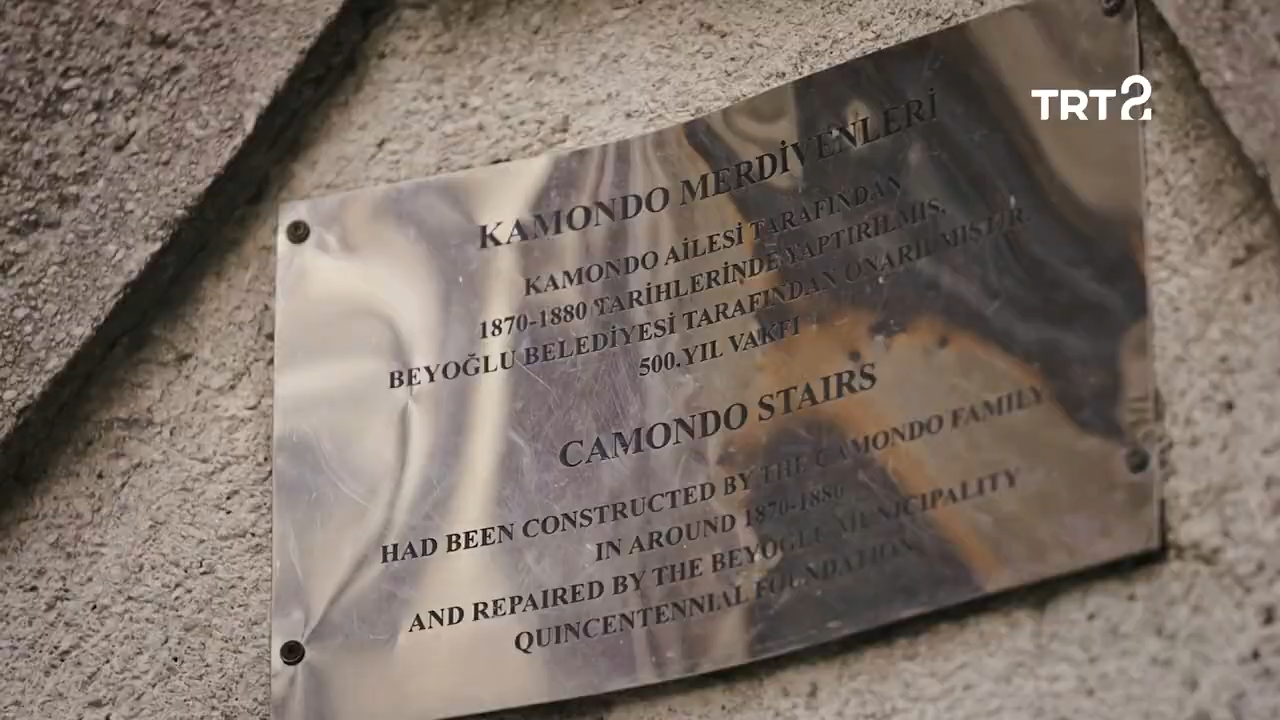 TRT2
KAMONDO MERDİVENLERİ
KAMONDO AİLESİ TARAFINDAN
1870-1880 TARİHLERİNDE YAPTIRILMIŞ,
BEYOĞLU BELEDİYESİ TARAFINDAN ONARILMIŞTIR.
500.YIL VAKFI
CAMONDO STAIRS
HAD BEEN CONSTRUCTED BY THE CAMONDO FAMILY
IN AROUND 1870-1880
AND REPAIRED BY THE BEYOĞLU MUNICIPALITY
QUINCENTENNIAL FOUNDATION